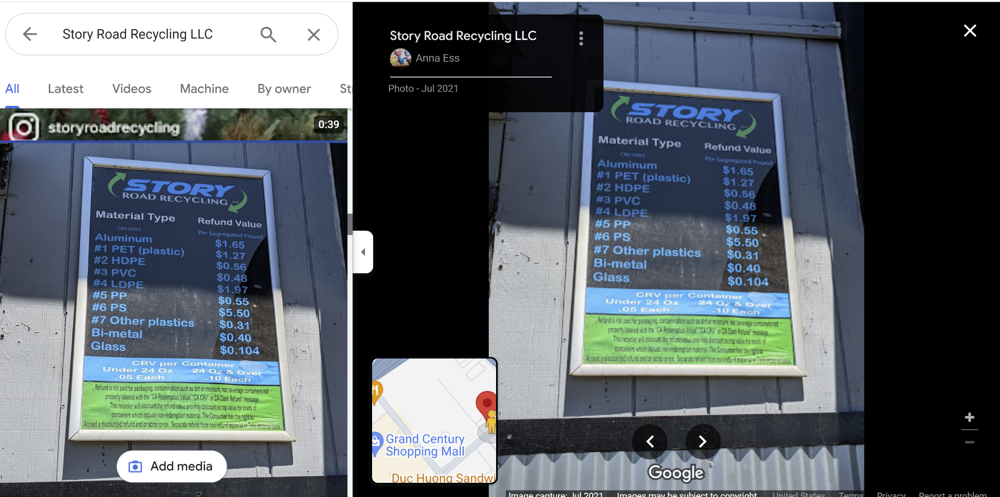 Story Road Recycling LLC
All Latest Videos Machine By owner
storyroadrecycling
0:39
STORY
ROAD RECYCLING LLC
Material Type Refund Value
CRV ONLY Per Segregated Pound
Aluminum $1.65
#1 PET (plastic) $1.27
#2 HDPE $0.56
#3 PVC $0.48
#4 LDPE $1.97
#5 PP $0.55
#6 PS $5.50
#7 Other plastics $0.31
Bi-metal $0.40
Glass $0.104
CRV per Container
Under 24 Oz 24 Oz & Over
.05 Each .10 Each
Refund is not paid for packaging, contamination such as dirt or moisture, nor beverage containers not
properly labeled with the "CA Redemption Value" "CA CRV" or CA Cash Refund" message.
This recycler will discount the refund value and may discount scrap value for loads of
containers which include non-redemption material. The Consumer has the right to:
Accept a discounted refund and or scrap price, Separate refund from non-refund material or Take material back.
Add media
Story Road Recycling LLC
Anna Ess
Photo - Jul 2021
STORY
ROAD RECYCLING LLC
Material Type Refund Value
CRV ONLY Per Segregated Pound
Aluminum $1.65
#1 PET (plastic) $1.27
#2 HDPE $0.56
#3 PVC $0.48
#4 LDPE $1.97
#5 PP $0.55
#6 PS $5.50
#7 Other plastics $0.31
Bi-metal $0.40
Glass $0.104
CRV per Container
Under 24 Oz 24 Oz & Over
.05 Each .10 Each
Refund is not paid for packaging, contamination such as dirt or moisture, nor beverage containers not
properly labeled with the "CA Redemption Value" "CA CRV" or CA Cash Refund" message.
This recycler will discount the refund value and may discount scrap value for loads of
containers which include non-redemption material. The Consumer has the right to:
Accept a discounted refund and or scrap price, Separate refund from non-refund material or Take material back.
Grand Century
Shopping Mall
Duc Huong Sandwi
Google
Image capture: Jul 2021 Images may be subject to copyright. United States Terms Privacy Report a problem